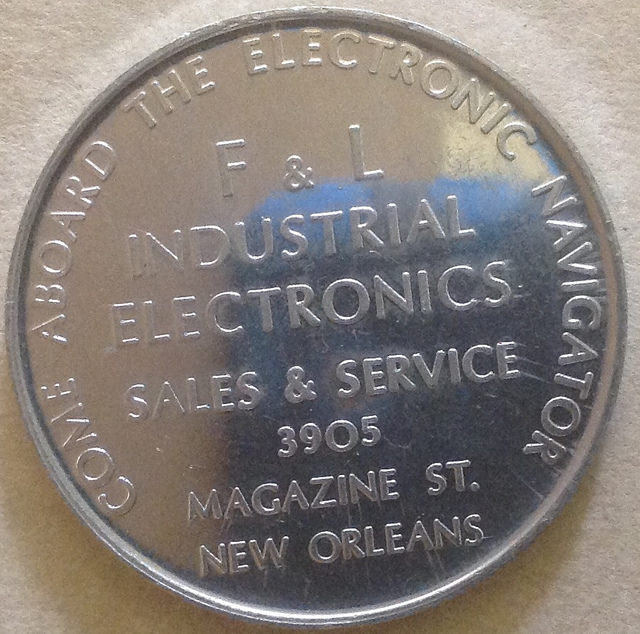 COME ABOARD THE ELECTRONIC NAVIGATOR
F & L
INDUSTRIAL
ELECTRONICS
SALES & SERVICE
3905
MAGAZINE ST.
NEW ORLEANS